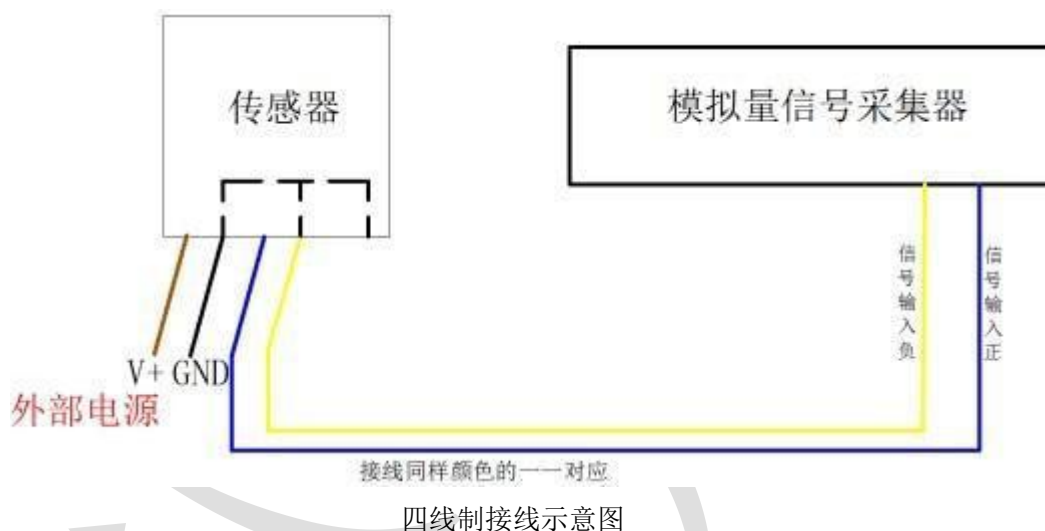 传感器
模拟量信号采集器
信号输入负
信号输入正
V+ GND
外部电源
接线同样颜色的一一对应
四线制接线示意图